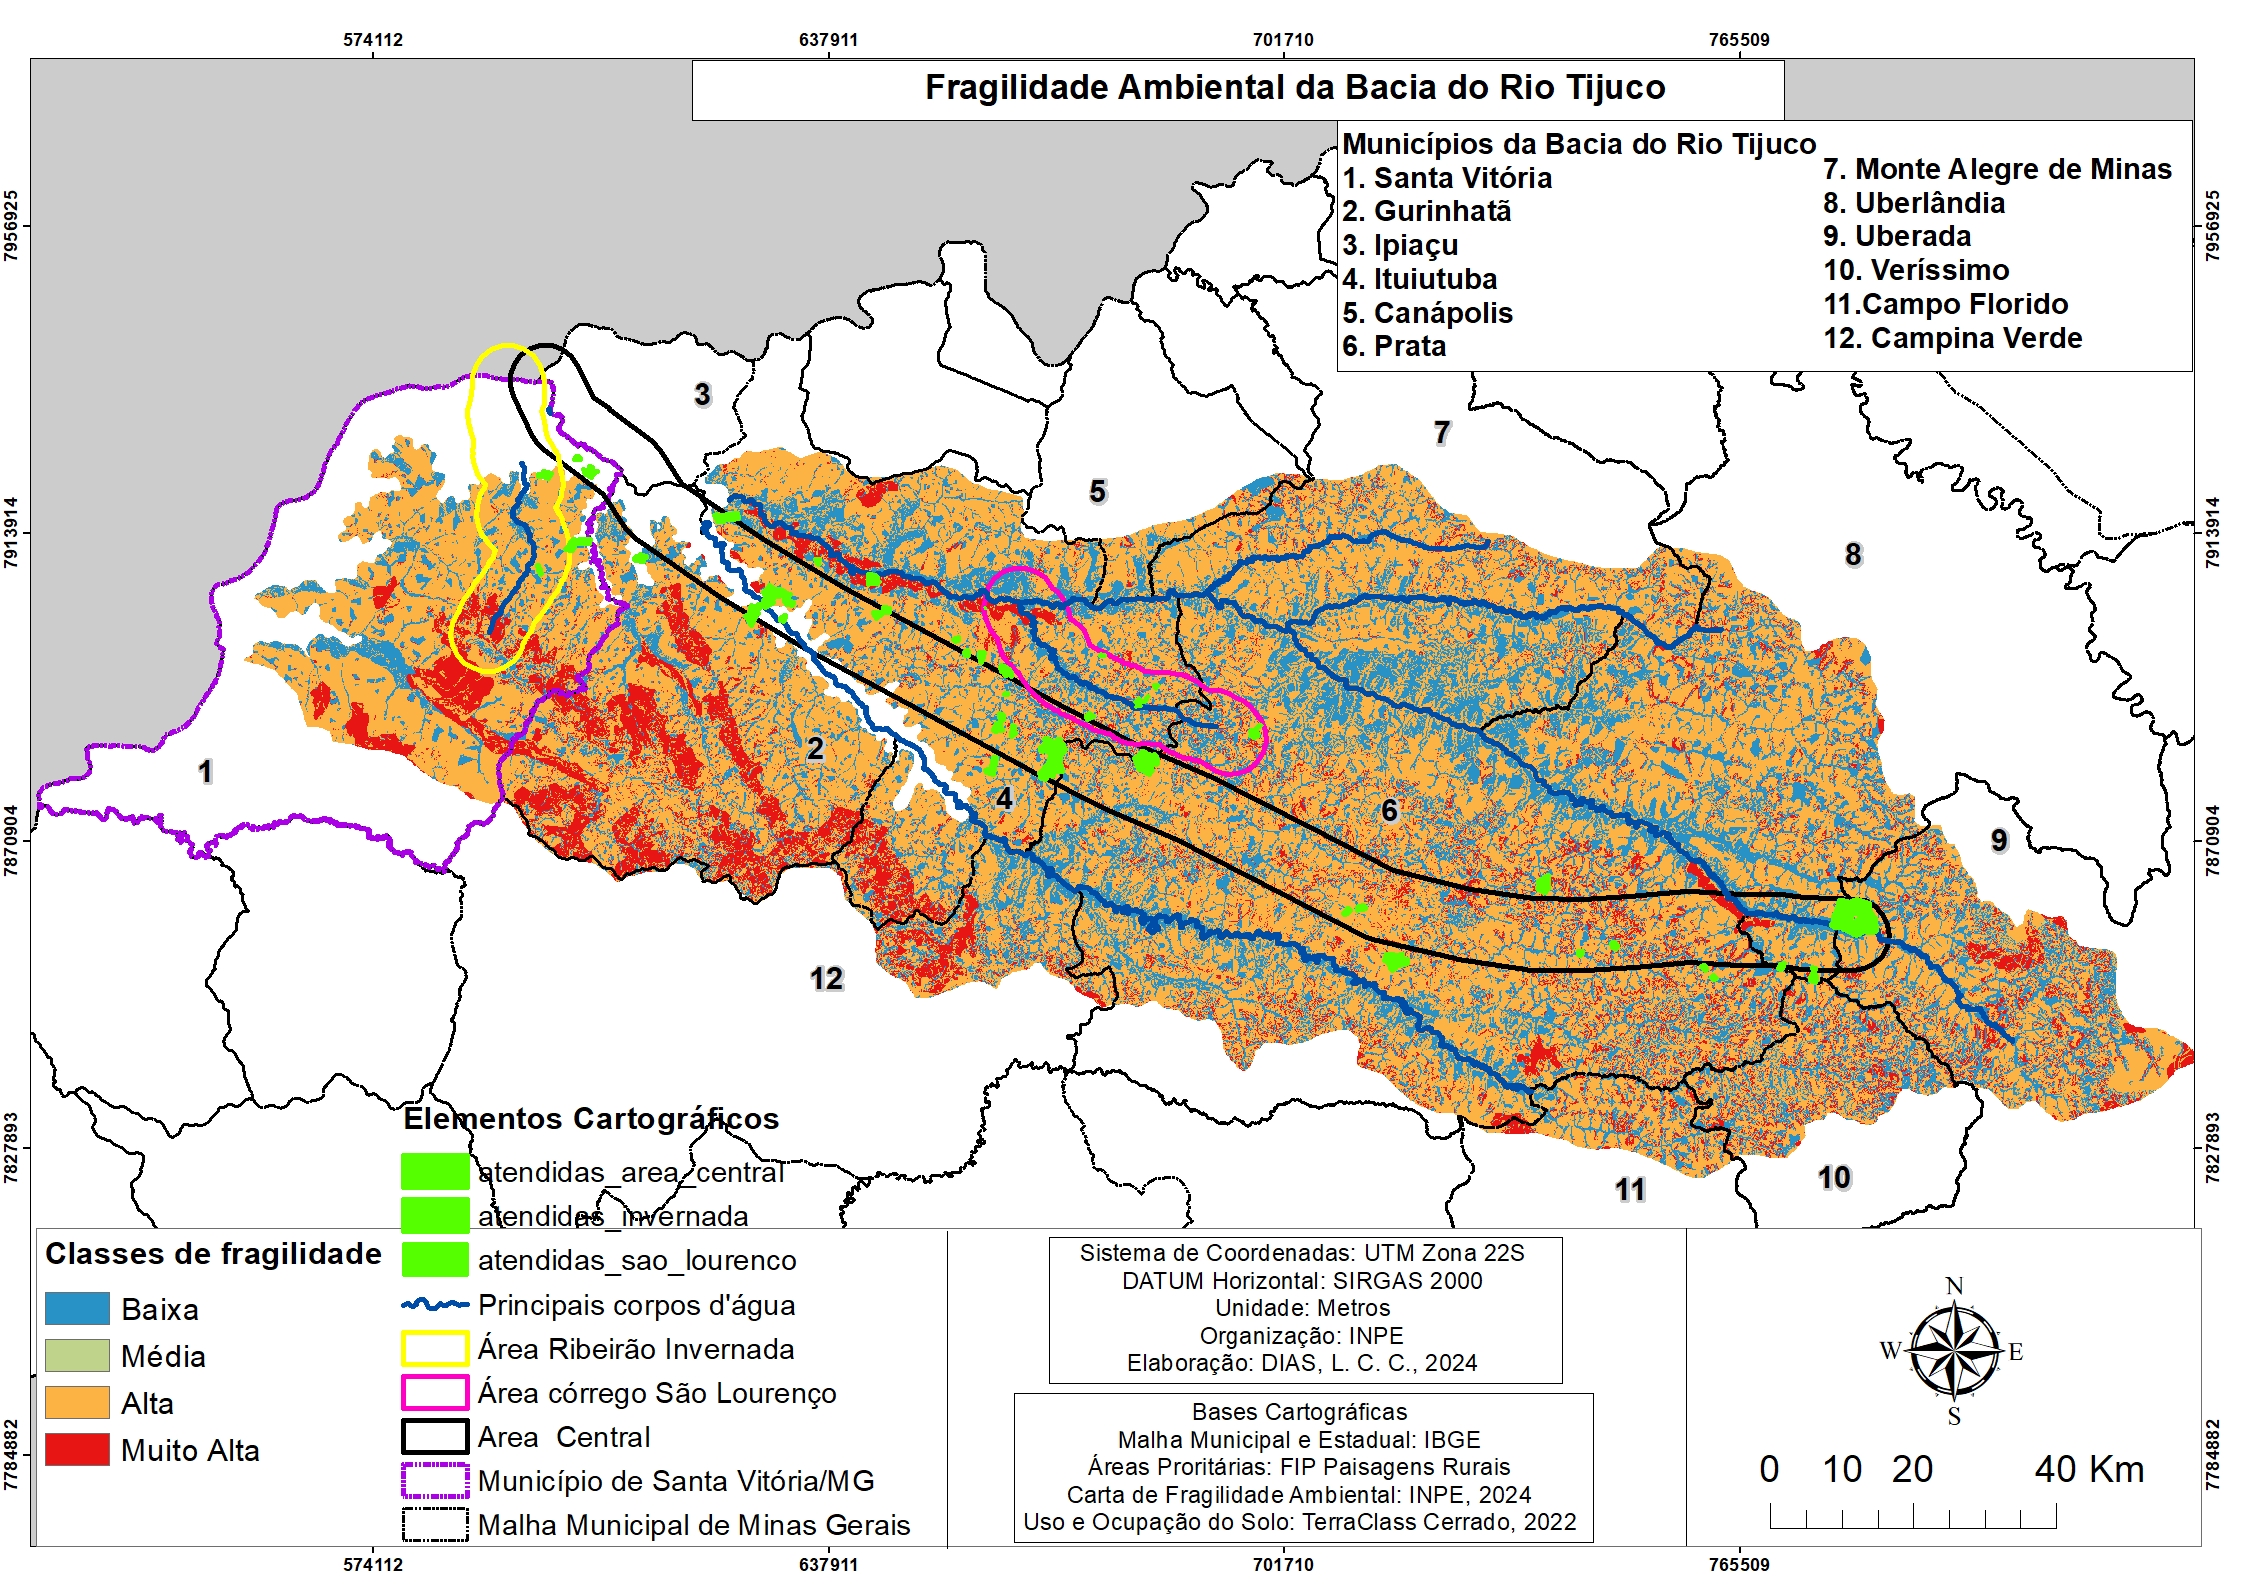 574112
637911
701710
765509
Fragilidade Ambiental da Bacia do Rio Tijuco
Municípios da Bacia do Rio Tijuco
1. Santa Vitória
2. Gurinhatã
3. Ipiaçu
4. Ituiutuba
5. Canápolis
6. Prata
7. Monte Alegre de Minas
8. Uberlândia
9. Uberada
10. Veríssimo
11.Campo Florido
12. Campina Verde
7956925
7956925
7913914
7913914
7870904
7870904
7827893
7827893
7784882
7784882
3
7
5
8
2
1
4
6
9
12
11
10
Elementos Cartográficos
atendidas_area_central
atendidas_invernada
atendidas_sao_lourenco
Principais corpos d'água
Área Ribeirão Invernada
Área córrego São Lourenço
Area Central
Município de Santa Vitória/MG
Malha Municipal de Minas Gerais
Classes de fragilidade
Baixa
Média
Alta
Muito Alta
Sistema de Coordenadas: UTM Zona 22S
DATUM Horizontal: SIRGAS 2000
Unidade: Metros
Organização: INPE
Elaboração: DIAS, L. C. C., 2024
Bases Cartográficas
Malha Municipal e Estadual: IBGE
Áreas Proritárias: FIP Paisagens Rurais
Carta de Fragilidade Ambiental: INPE, 2024
Uso e Ocupação do Solo: TerraClass Cerrado, 2022
N
W
E
S
0 10 20 40 Km
574112
637911
701710
765509